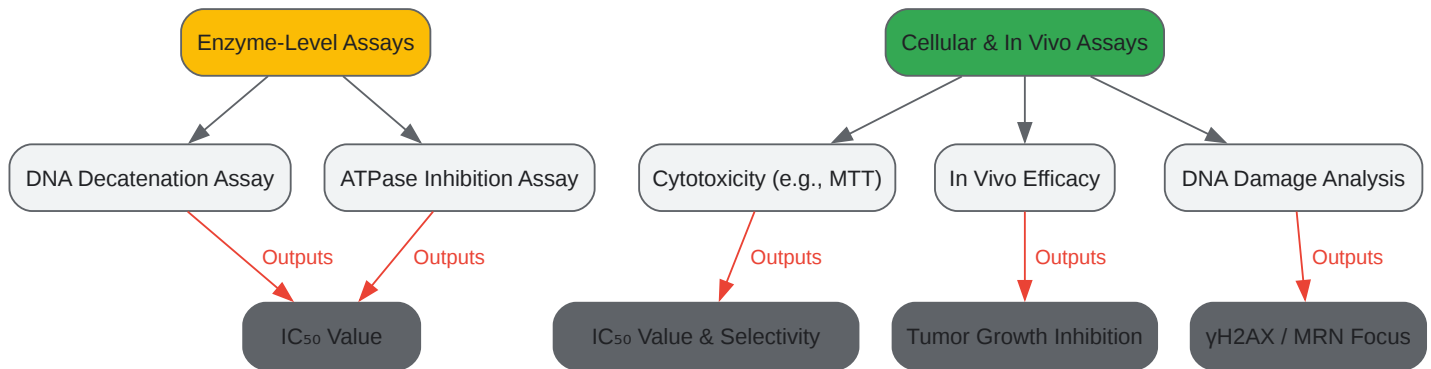 Enzyme-Level Assays
Cellular & In Vivo Assays
DNA Decatenation Assay
ATPase Inhibition Assay
Cytotoxicity (e.g., MTT)
In Vivo Efficacy
DNA Damage Analysis
Outputs
Outputs
Outputs
Outputs
Outputs
IC₅₀ Value
IC₅₀ Value & Selectivity
Tumor Growth Inhibition
γH2AX / MRN Focus